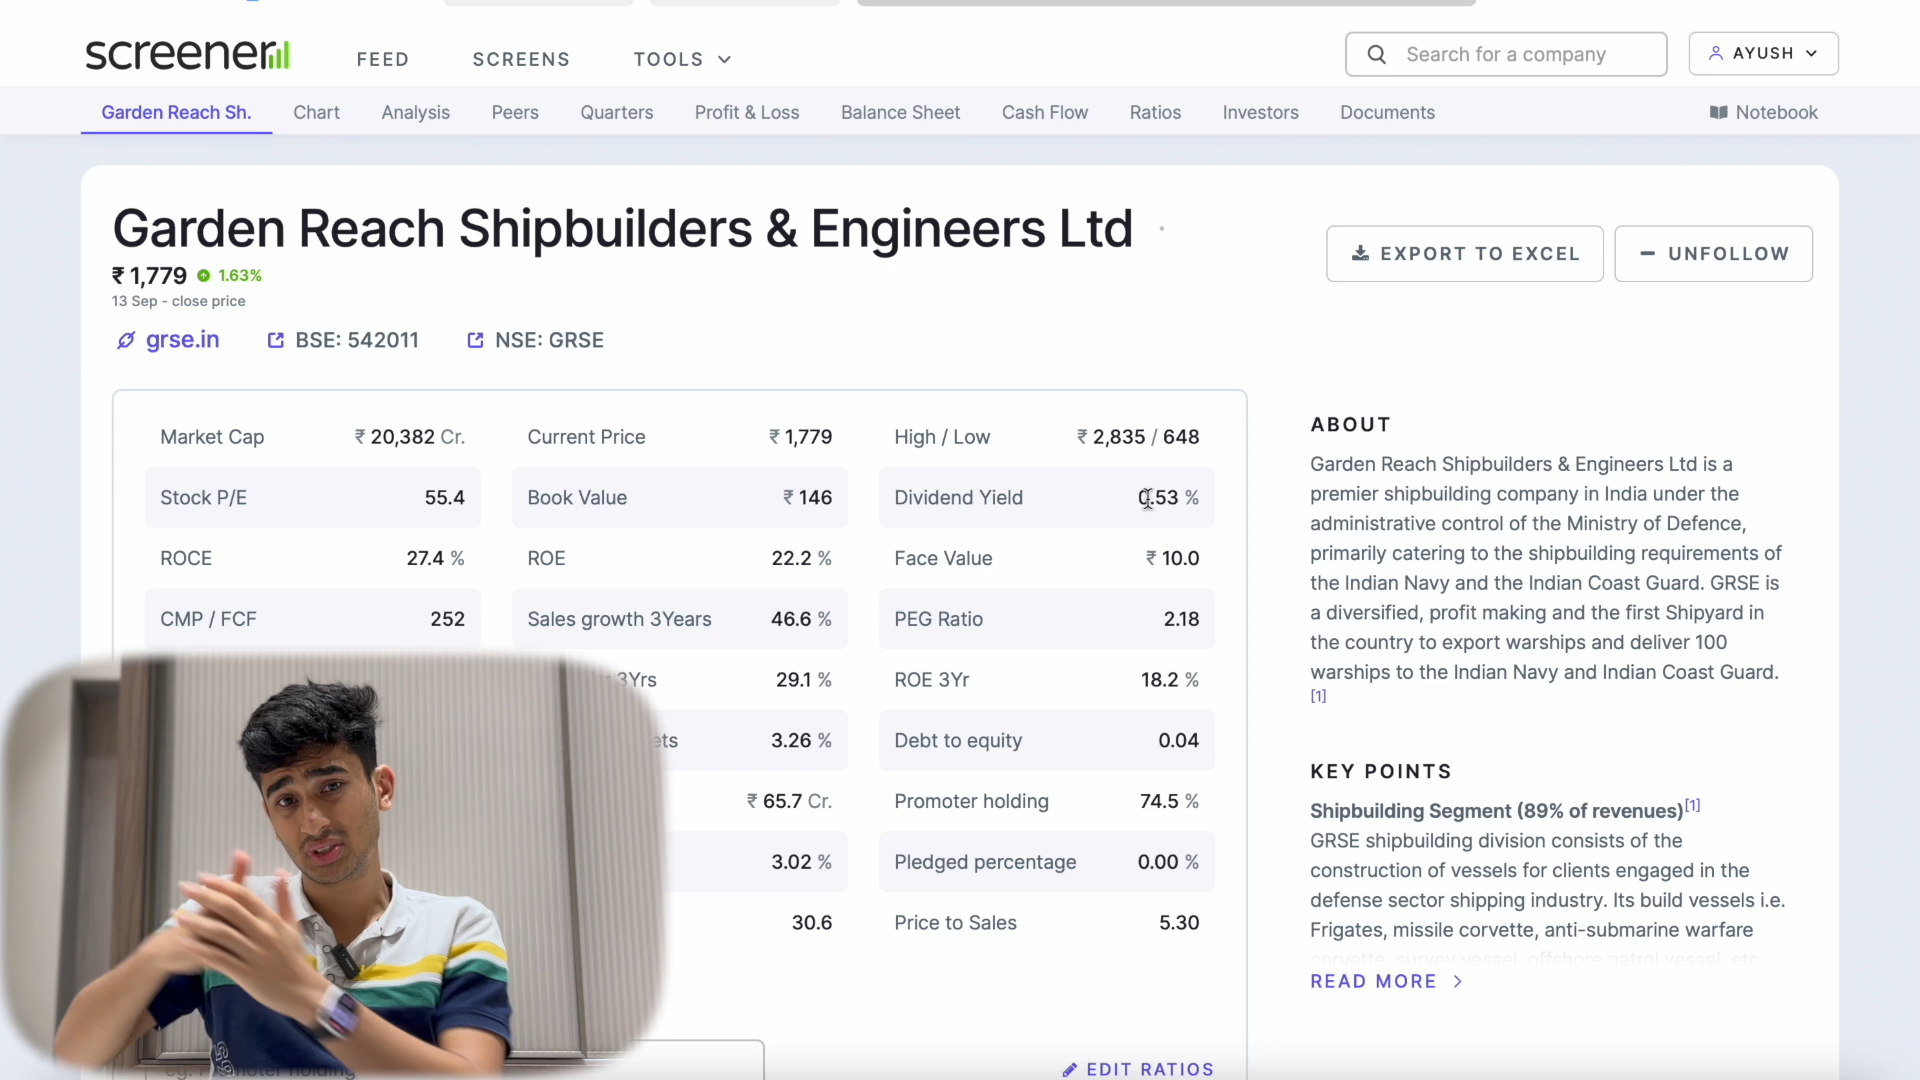 screener
FEED
SCREENS
TOOLS
Search for a company
AYUSH
Garden Reach Sh.
Chart
Analysis
Peers
Quarters
Profit & Loss
Balance Sheet
Cash Flow
Ratios
Investors
Documents
Notebook
Garden Reach Shipbuilders & Engineers Ltd
EXPORT TO EXCEL
UNFOLLOW
₹ 1,779 1.63%
13 Sep - close price
grse.in
BSE: 542011
NSE: GRSE
Market Cap ₹ 20,382 Cr.
Current Price ₹ 1,779
High / Low ₹ 2,835 / 648
Stock P/E 55.4
Book Value ₹ 146
Dividend Yield 0.53 %
ROCE 27.4 %
ROE 22.2 %
Face Value ₹ 10.0
CMP / FCF 252
Sales growth 3Years 46.6 %
PEG Ratio 2.18
3Yrs 29.1 %
ROE 3Yr 18.2 %
3.26 %
Debt to equity 0.04
₹ 65.7 Cr.
Promoter holding 74.5 %
3.02 %
Pledged percentage 0.00 %
30.6
Price to Sales 5.30
EDIT RATIOS
ABOUT
Garden Reach Shipbuilders & Engineers Ltd is a
premier shipbuilding company in India under the
administrative control of the Ministry of Defence,
primarily catering to the shipbuilding requirements of
the Indian Navy and the Indian Coast Guard. GRSE is
a diversified, profit making and the first Shipyard in
the country to export warships and deliver 100
warships to the Indian Navy and Indian Coast Guard.
[1]
KEY POINTS
Shipbuilding Segment (89% of revenues)[1]
GRSE shipbuilding division consists of the
construction of vessels for clients engaged in the
defense sector shipping industry. Its build vessels i.e.
Frigates, missile corvette, anti-submarine warfare
corvette, survey vessel, offshore patrol vessel, etc
READ MORE